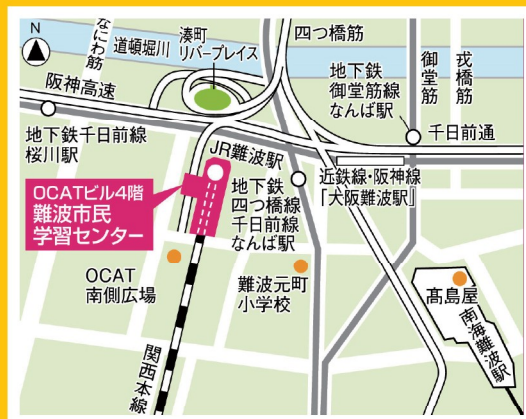 N
なにわ筋
道頓堀川
湊町
リバープレイス
四つ橋筋
御堂筋
戎橋筋
阪神高速
地下鉄
御堂筋線
なんば駅
千日前通
地下鉄千日前線
桜川駅
JR難波駅
近鉄線・阪神線
「大阪難波駅」
OCATビル4階
難波市民
学習センター
地下鉄
四つ橋線
千日前線
なんば駅
OCAT
南側広場
難波元町
小学校
髙島屋
南海難波駅
関西本線